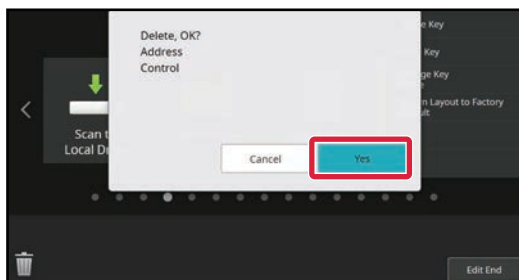 Delete, OK?
Address
Control
Cancel
Yes
Scan t
Local Dr
e Key
Key
ge Key
n Layout to Factory
ult
Edit End